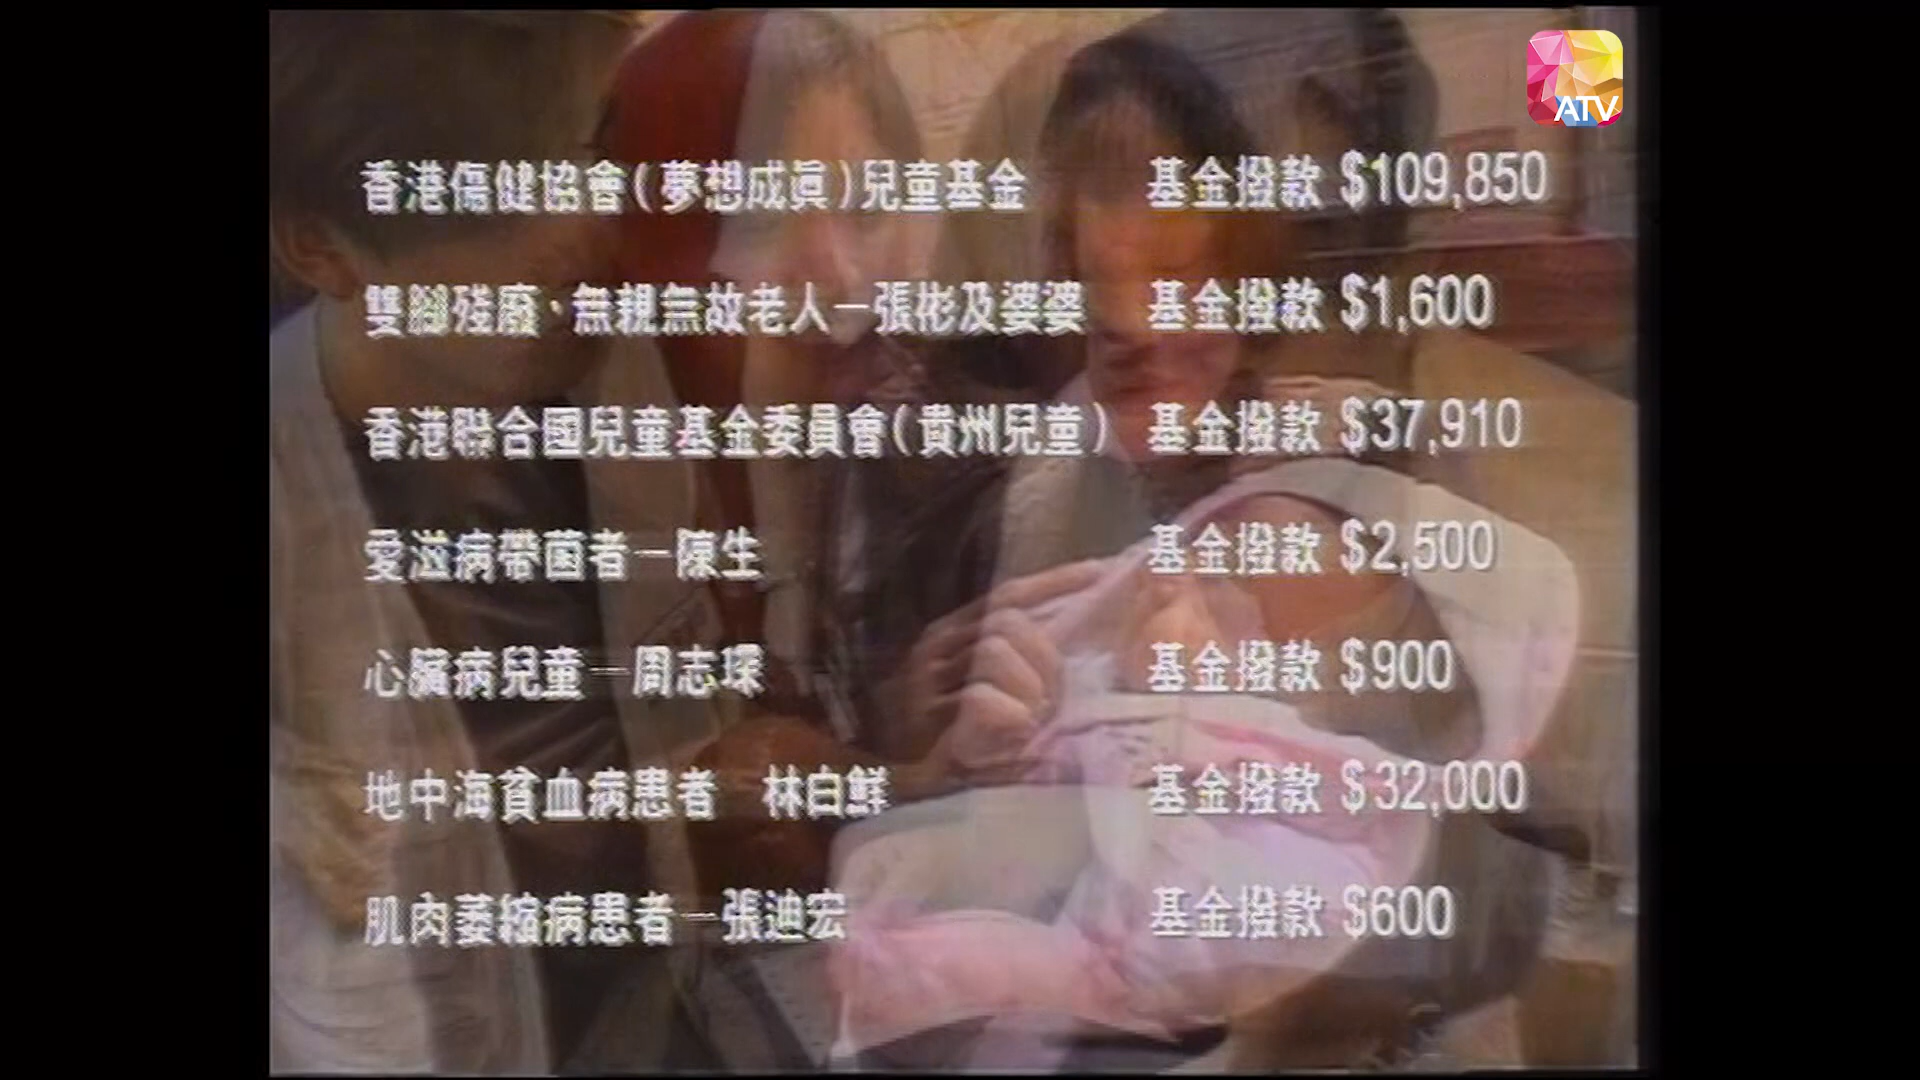 ATV
香港傷健協會(夢想成眞)兒童基金 基金撥款 $109,850
雙腳殘廢、無親無故老人—張彬及婆婆 基金撥款 $1,600
香港聯合國兒童基金委員會(貴州兒童) 基金撥款 $37,910
愛滋病帶菌者—陳生 基金撥款 $2,500
心臟病兒童—周志琛 基金撥款 $900
地中海貧血病患者 林白鮮 基金撥款 $32,000
肌肉萎縮病患者—張迪宏 基金撥款 $600